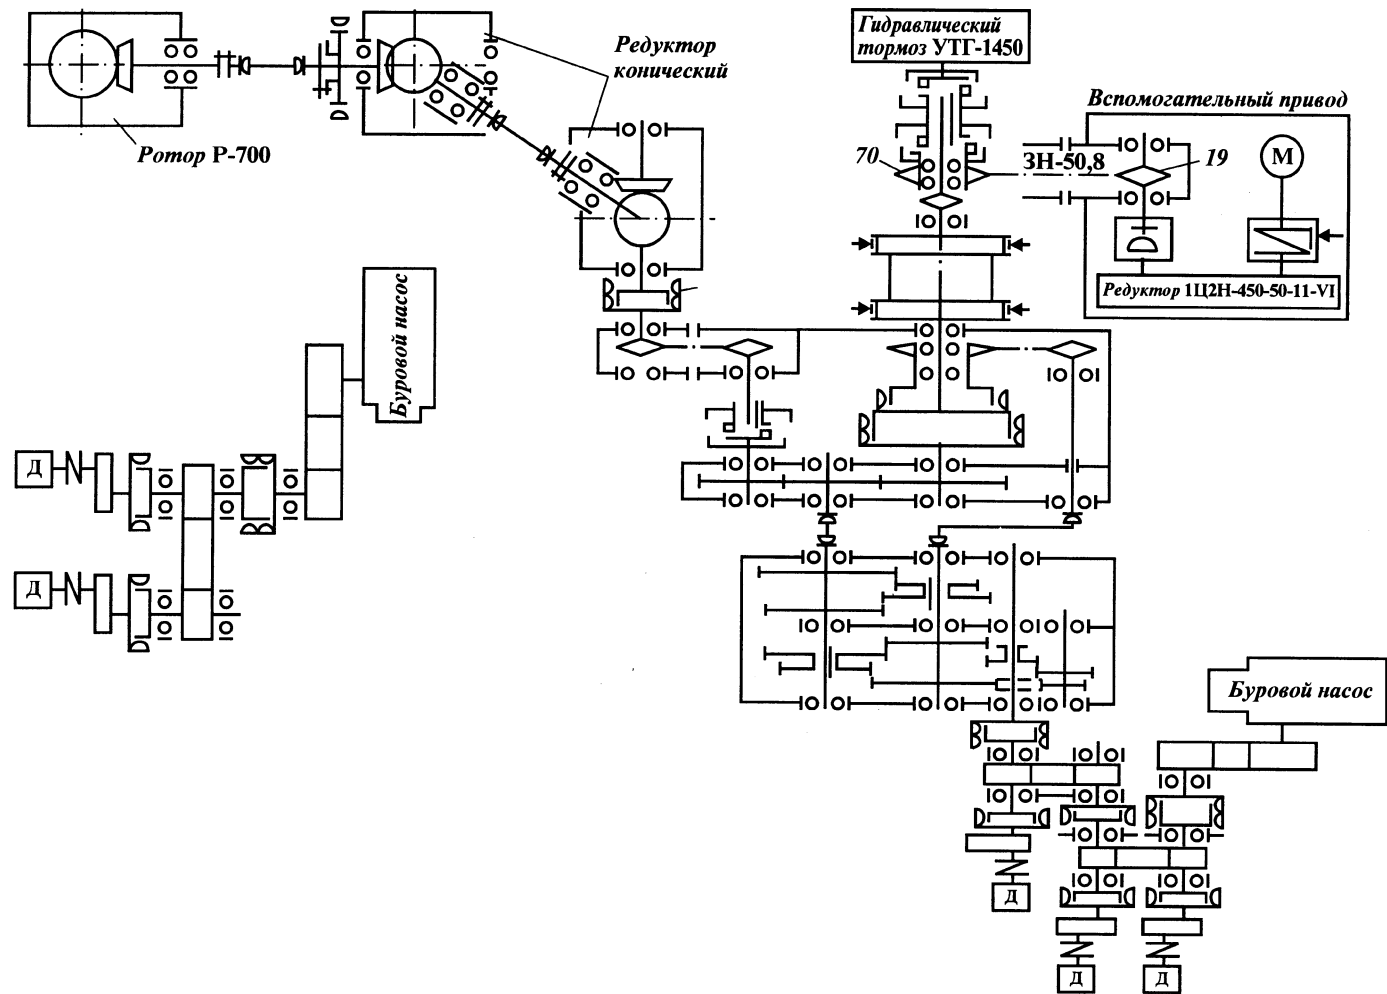 Гидравлический
тормоз УТГ-1450
Редуктор
конический
Вспомогательный привод
Ротор Р-700
70
ЗН-50,8
19
М
Редуктор 1Ц2Н-450-50-11-VI
Буровой насос
Д
Д
Буровой насос
Д
Д
Д